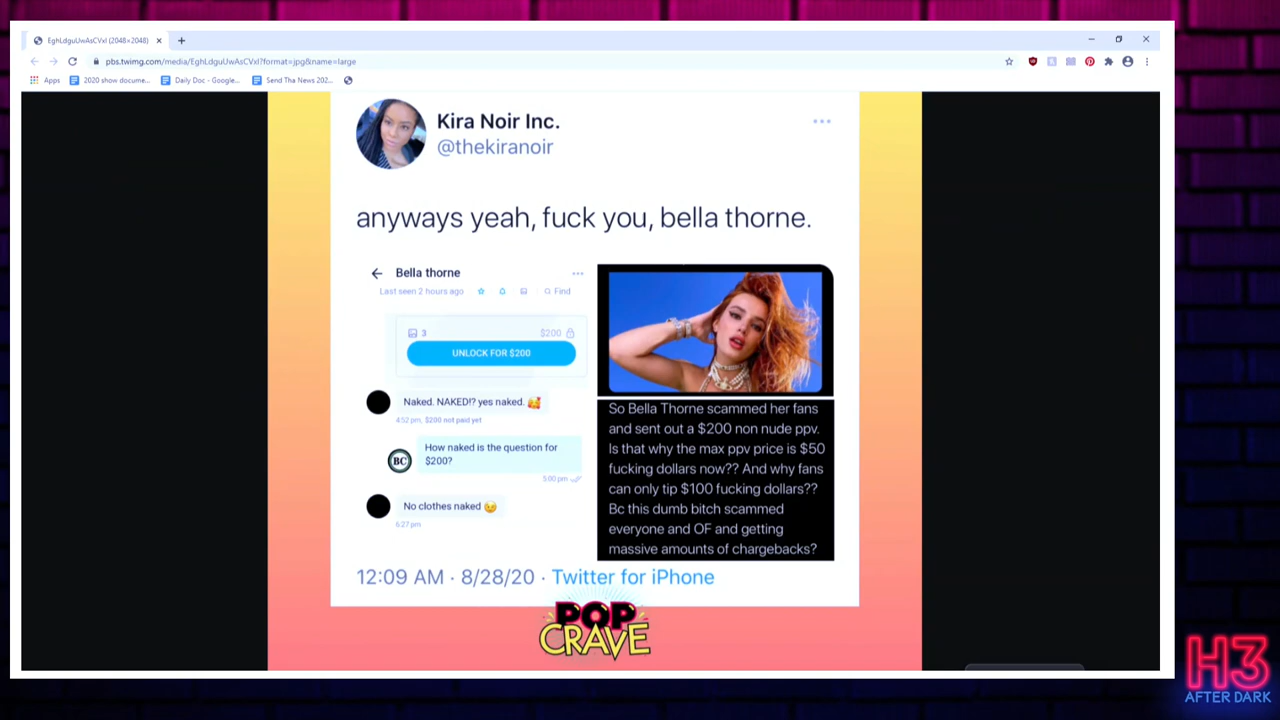 EghLdguUwAsCVxI (2048×2048)
pbs.twimg.com/media/EghLdguUwAsCVxI?format=jpg&name=large
Apps
2020 show docume...
Daily Doc - Google...
Send Tha News 202...
Kira Noir Inc.
@thekiranoir
anyways yeah, fuck you, bella thorne.
Bella thorne
Last seen 2 hours ago
Find
3
$200
UNLOCK FOR $200
Naked. NAKED!? yes naked. 🥰
4:52 pm, $200 not paid yet
BC
How naked is the question for
$200?
5:00 pm
No clothes naked 😉
6:27 pm
So Bella Thorne scammed her fans
and sent out a $200 non nude ppv.
Is that why the max ppv price is $50
fucking dollars now?? And why fans
can only tip $100 fucking dollars??
Bc this dumb bitch scammed
everyone and OF and getting
massive amounts of chargebacks?
12:09 AM · 8/28/20 · Twitter for iPhone
POP
CRAVE
H3
AFTER DARK